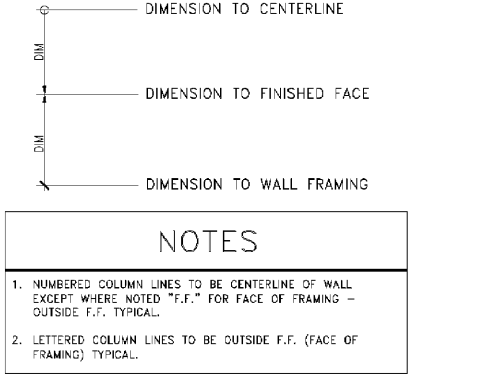 DIMENSION TO CENTERLINE
DIM
DIMENSION TO FINISHED FACE
DIM
DIMENSION TO WALL FRAMING
NOTES
1. NUMBERED COLUMN LINES TO BE CENTERLINE OF WALL
EXCEPT WHERE NOTED "F.F." FOR FACE OF FRAMING –
OUTSIDE F.F. TYPICAL.
2. LETTERED COLUMN LINES TO BE OUTSIDE F.F. (FACE OF
FRAMING) TYPICAL.